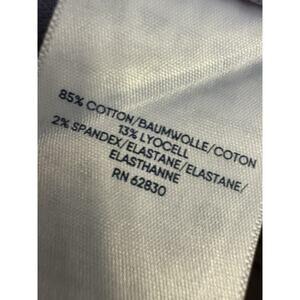 85% COTTON/BAUMWOLLE/COTON
13% LYOCELL
2% SPANDEX/ELASTANE/ELASTANE/
ELASTHANNE
RN 62830